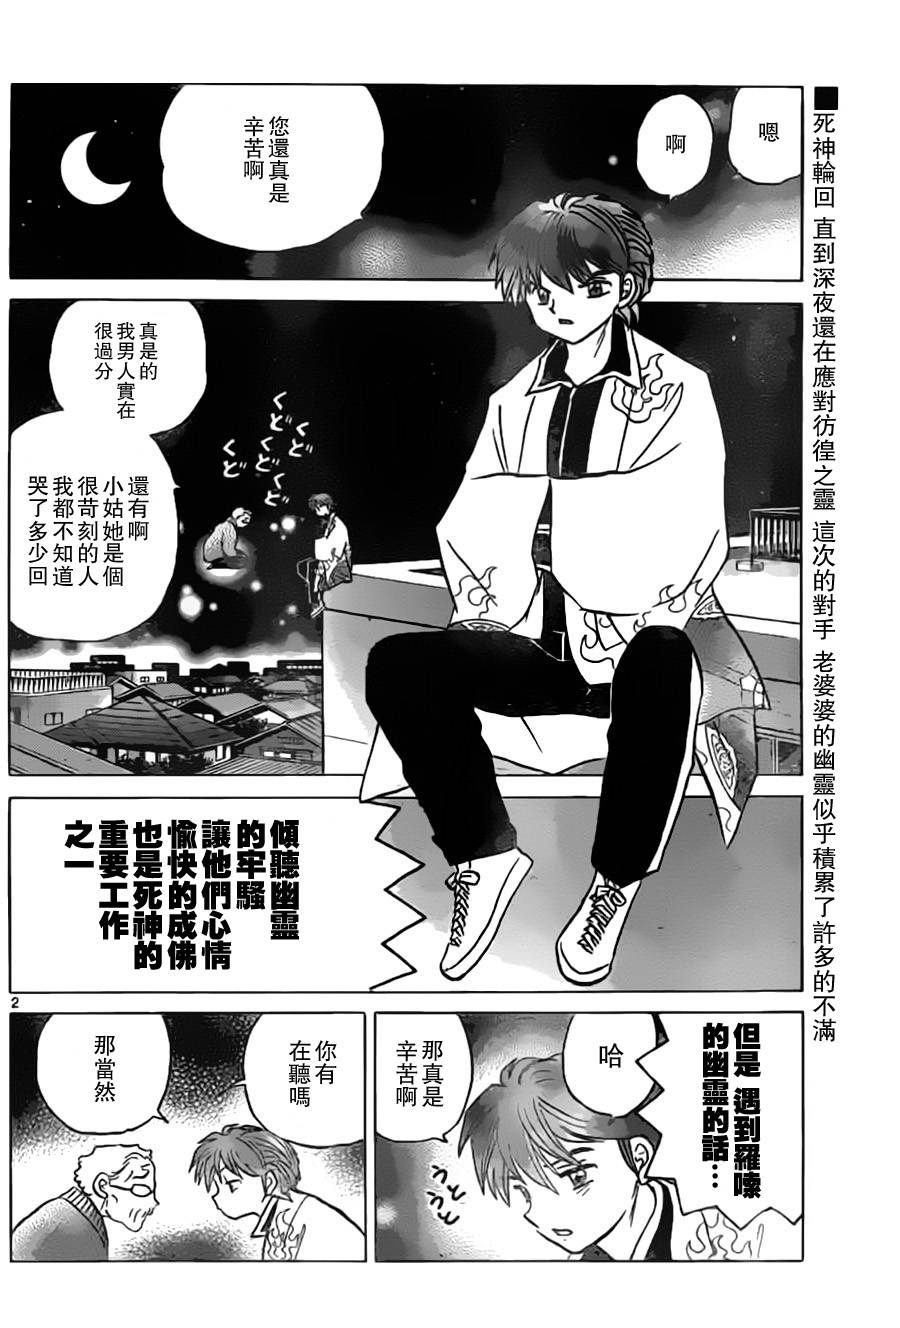 ■死神輪回 直到深夜還在應對彷徨之靈 這次的對手 老婆婆的幽靈似乎積累了許多的不滿
嗯
啊
您還真是
辛苦啊
真是的
我男人實在
很過分
くど
くど
くど
還有啊
小姑她是個
很苛刻的人
我都不知道
哭了多少回
傾聽幽靈
的牢騷
讓他們心情
愉快的成佛
也是死神的
重要工作
之一
2
但是 遇到羅嗦
的幽靈的話…
哈
那真是
辛苦啊
うと
うと
你有
在聽嗎
那當然